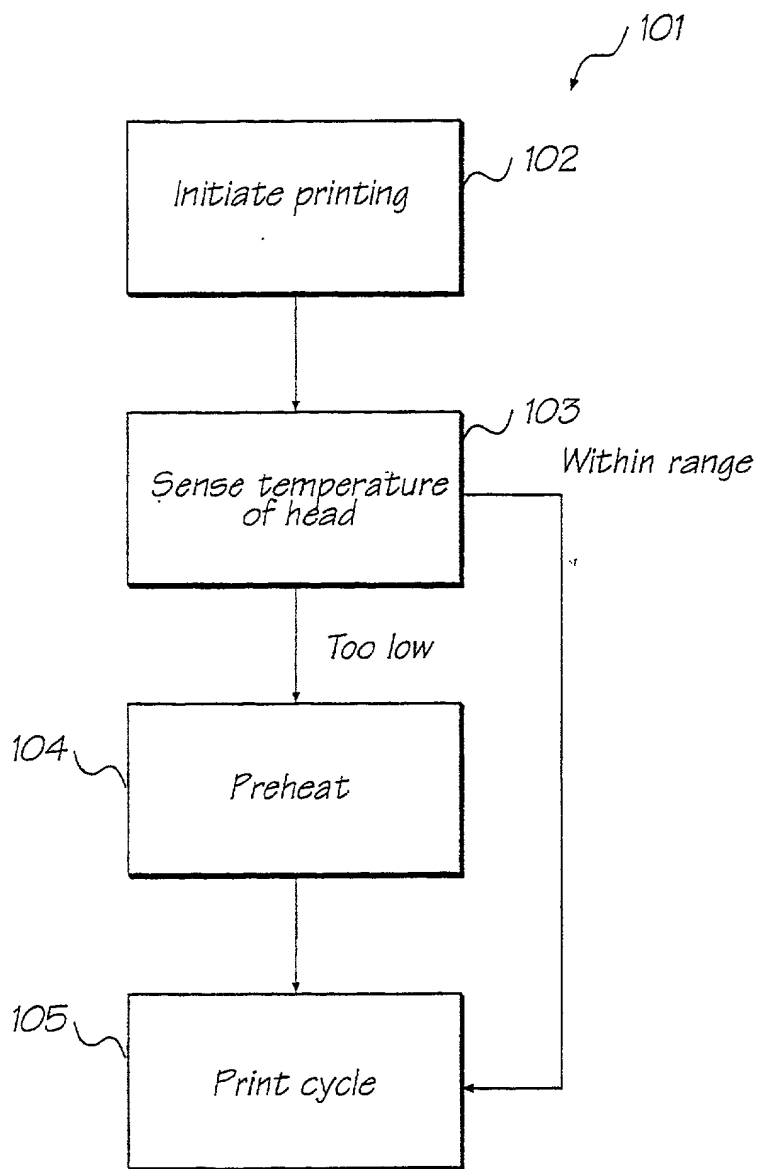 101
Initiate printing
102
Sense temperature
of head
103
Within range
Too low
104
Preheat
105
Print cycle